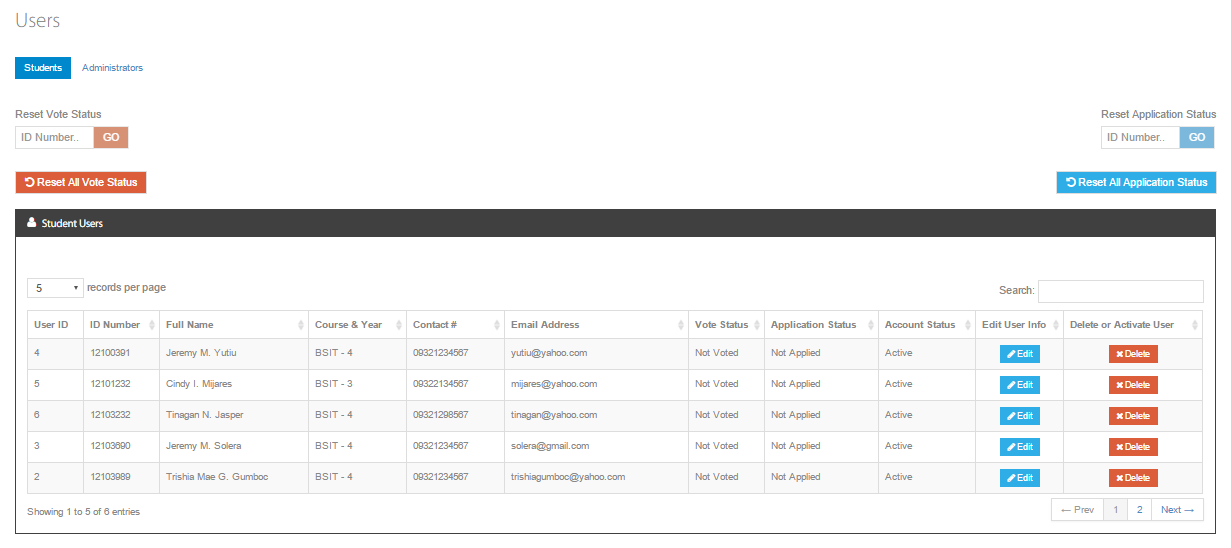 Users
Students Administrators
Reset Vote Status Reset Application Status
ID Number.. GO ID Number.. GO
Reset All Vote Status Reset All Application Status
Student Users
5 records per page Search:
User ID ID Number Full Name Course & Year Contact # Email Address Vote Status Application Status Account Status Edit User Info Delete or Activate User
4 12100391 Jeremy M. Yutiu BSIT - 4 09321234567 yutiu@yahoo.com Not Voted Not Applied Active Edit Delete
5 12101232 Cindy I. Mijares BSIT - 3 09322134567 mijares@yahoo.com Not Voted Not Applied Active Edit Delete
6 12103232 Tinagan N. Jasper BSIT - 4 09321298567 tinagan@yahoo.com Not Voted Not Applied Active Edit Delete
3 12103690 Jeremy M. Solera BSIT - 4 09321234567 solera@gmail.com Not Voted Not Applied Active Edit Delete
2 12103989 Trishia Mae G. Gumboc BSIT - 4 09321234567 trishiagumboc@yahoo.com Not Voted Not Applied Active Edit Delete
Showing 1 to 5 of 6 entries ← Prev 1 2 Next →